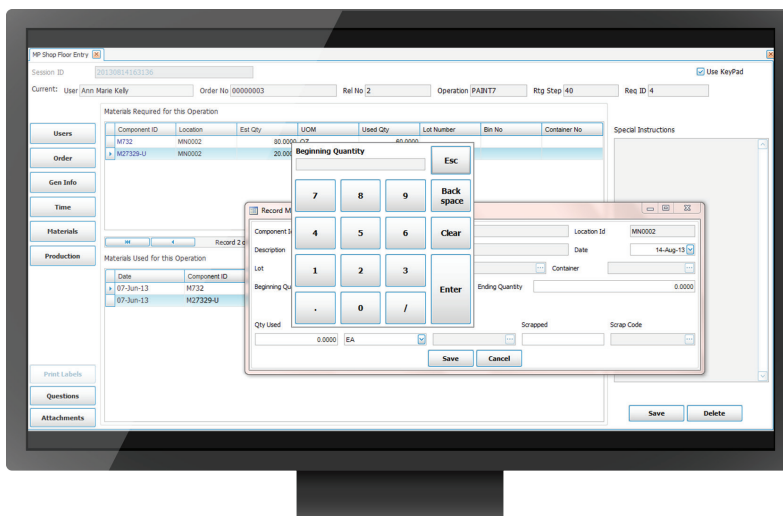 MP Shop Floor Entry
Session ID 20130814163136 Use KeyPad
Current: User Ann Marie Kelly Order No 00000003 Rel No 2 Operation PAINT7 Rtg Step 40 Req ID 4
Materials Required for this Operation
Component ID Location Est Qty UOM Used Qty Lot Number Bin No Container No
M732 MN0002 80.0000 OZ 60.0000
M27329-U MN0002 20.000
Special Instructions
Users
Order
Gen Info
Time
Materials
Production
Print Labels
Questions
Attachments
Record 2 o
Materials Used for this Operation
Date Component ID
07-Jun-13 M732
07-Jun-13 M27329-U
Beginning Quantity
Esc
7 8 9 Back space
4 5 6 Clear
1 2 3 Enter
. 0 /
Record M
Component I Location Id MN0002
Description Date 14-Aug-13
Lot Container
Beginning Qu Ending Quantity 0.0000
Qty Used Scrapped Scrap Code
0.0000 EA
Save Cancel
Save Delete